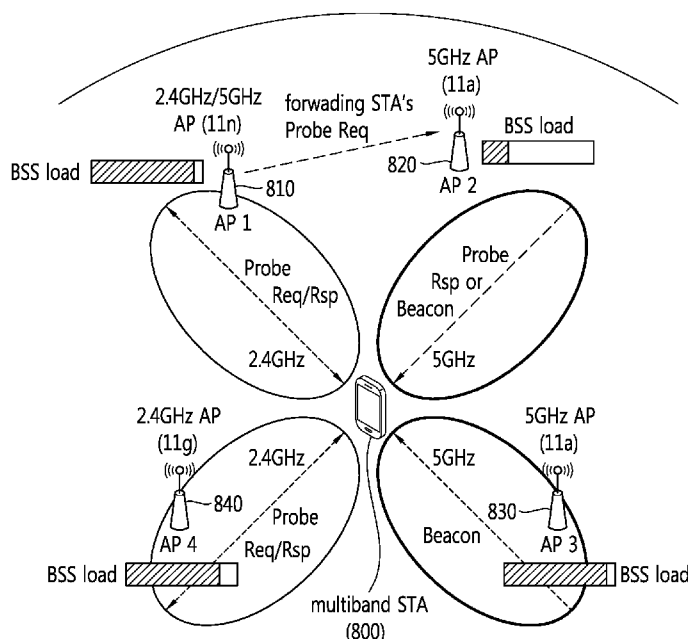 2.4GHz/5GHz
AP (11n)
forwading STA's
Probe Req
5GHz AP
(11a)
BSS load
BSS load
810
AP 1
820
AP 2
Probe
Req/Rsp
2.4GHz
Probe
Rsp or
Beacon
5GHz
2.4GHz AP
(11g)
840
AP 4
BSS load
2.4GHz
Probe
Req/Rsp
5GHz
Beacon
5GHz AP
(11a)
830
AP 3
BSS load
multiband STA
(800)